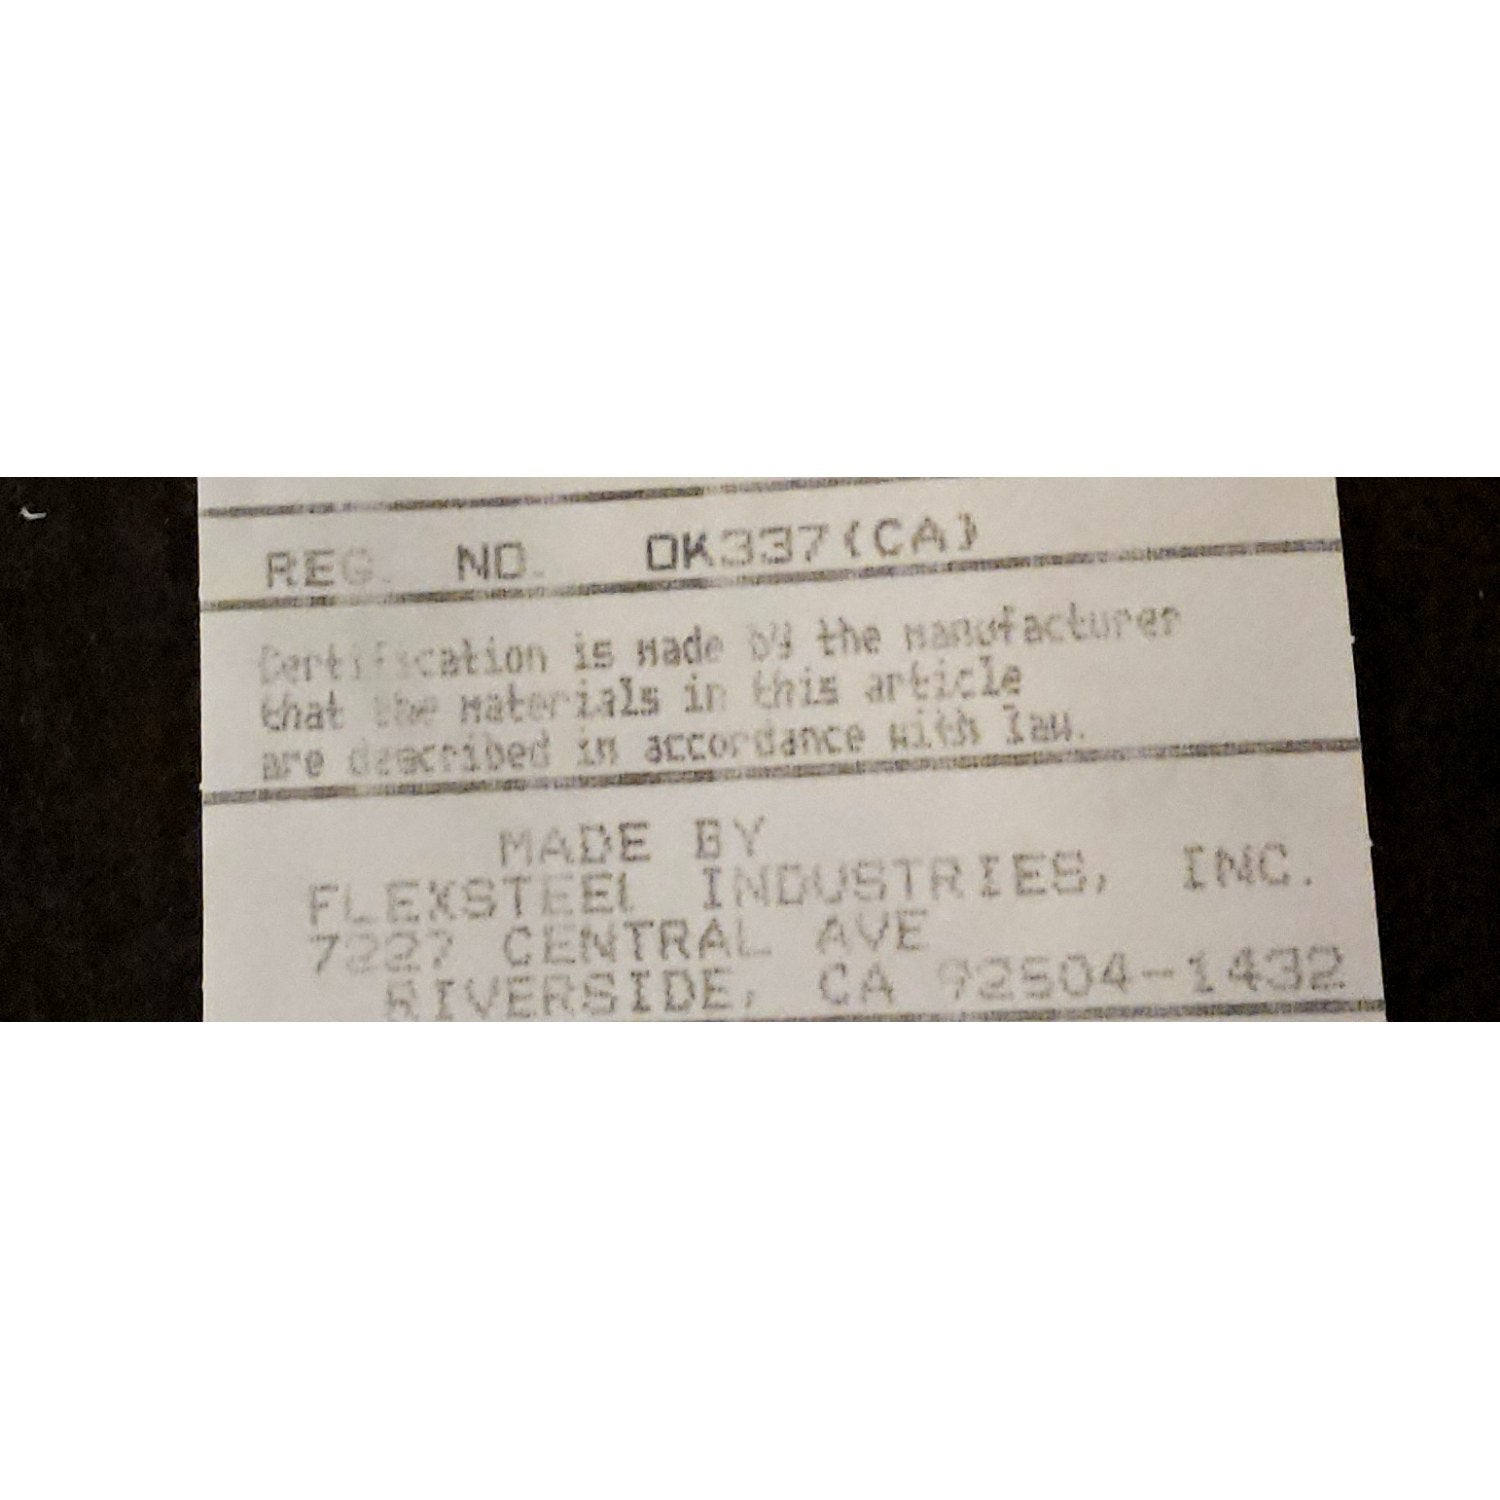 REG. NO. OK337(CA)
Certification is made by the manufacturer
that the materials in this article
are described in accordance with law.
MADE BY
FLEXSTEEL INDUSTRIES, INC.
7227 CENTRAL AVE
RIVERSIDE, CA 92504-1432